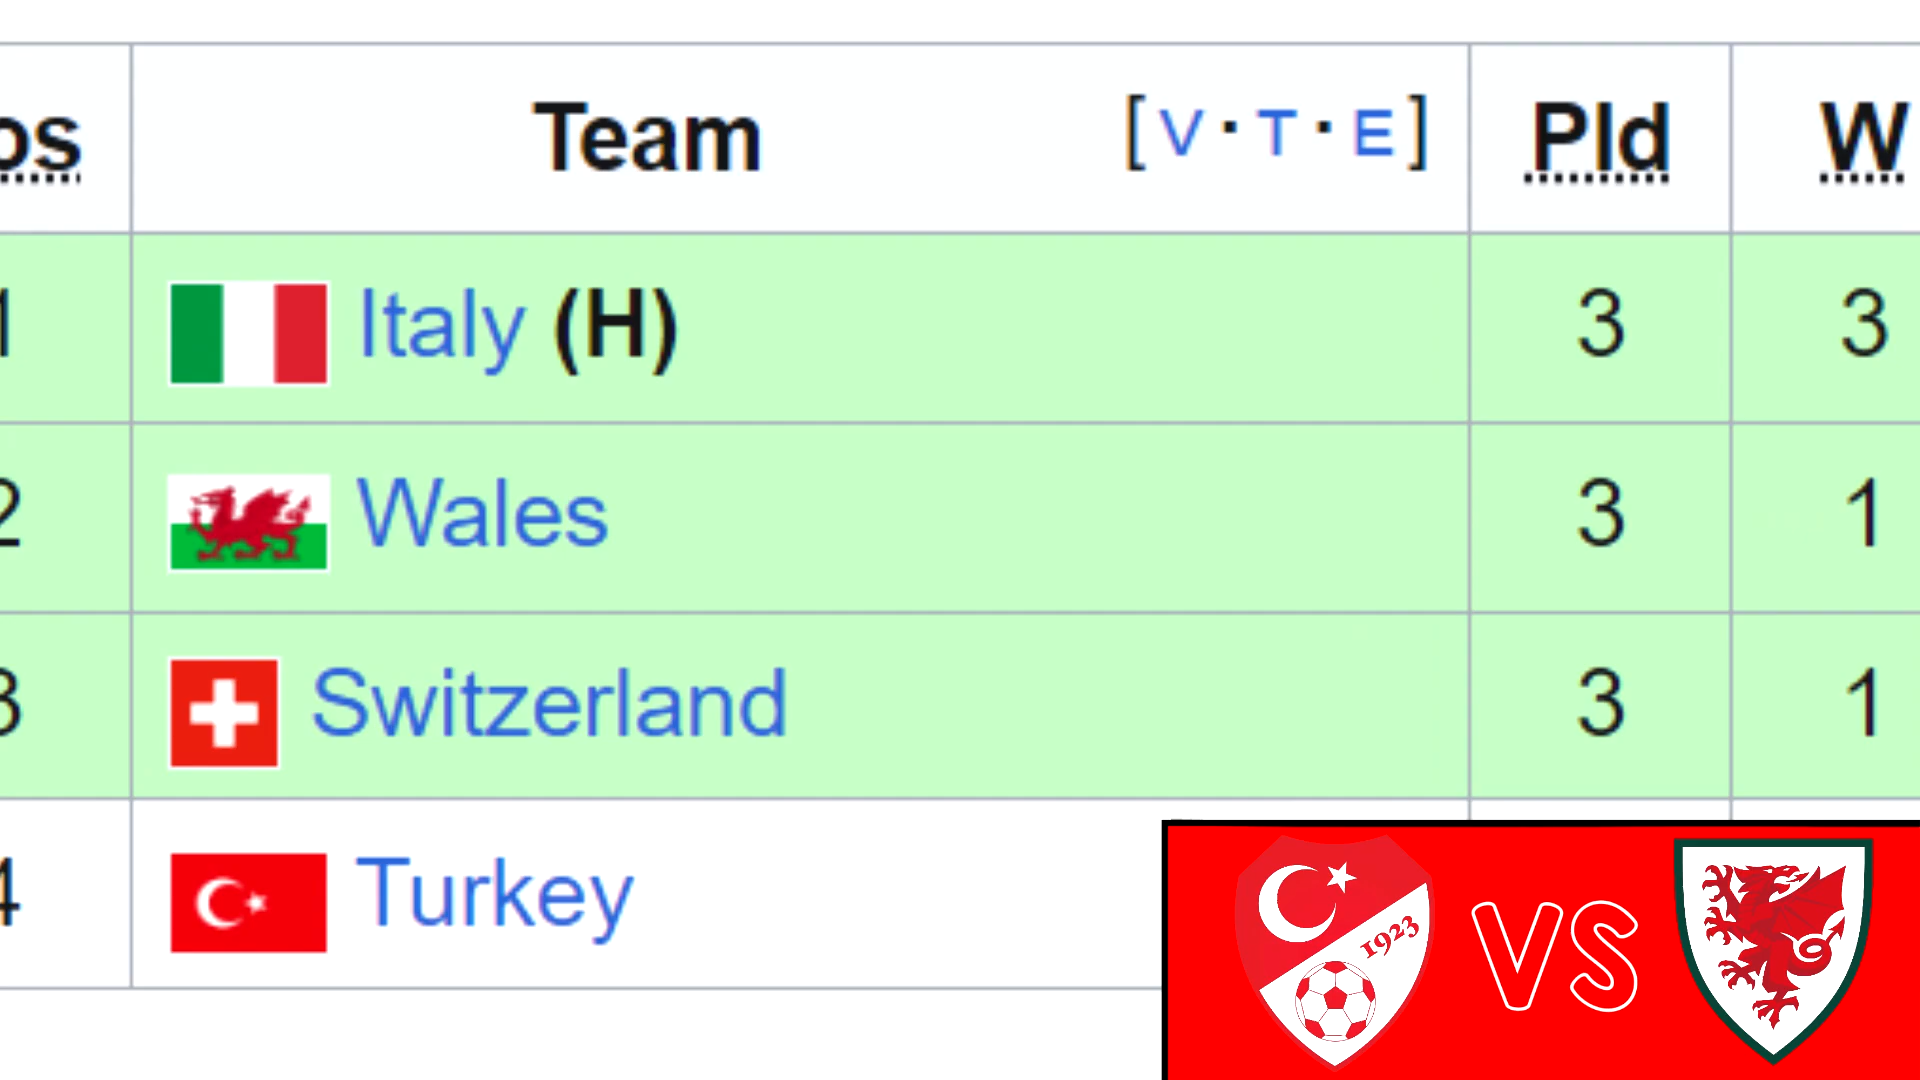 os Team [V·T·E] Pld W
1 Italy (H) 3 3
2 Wales 3 1
3 Switzerland 3 1
4 Turkey
1923 VS